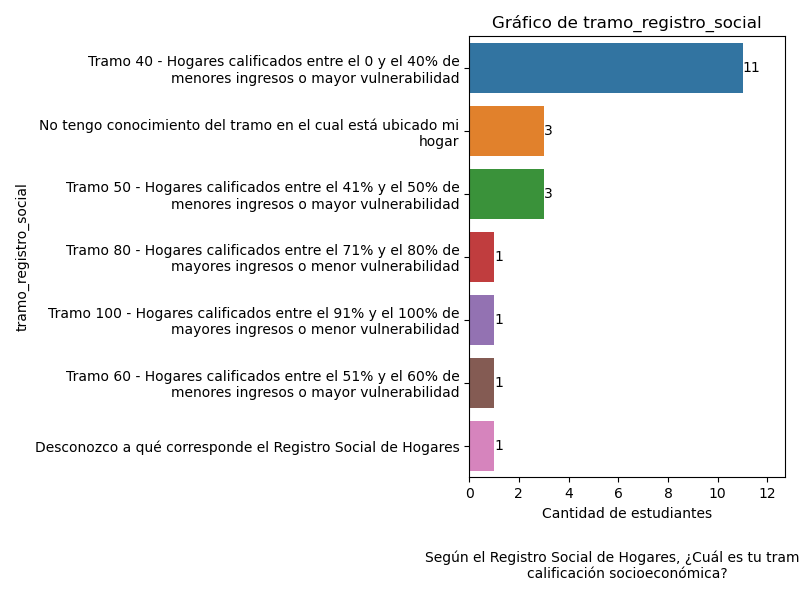 Gráfico de tramo_registro_social
tramo_registro_social
Tramo 40 - Hogares calificados entre el 0 y el 40% de
menores ingresos o mayor vulnerabilidad
11
No tengo conocimiento del tramo en el cual está ubicado mi
hogar
3
Tramo 50 - Hogares calificados entre el 41% y el 50% de
menores ingresos o mayor vulnerabilidad
3
Tramo 80 - Hogares calificados entre el 71% y el 80% de
mayores ingresos o menor vulnerabilidad
1
Tramo 100 - Hogares calificados entre el 91% y el 100% de
mayores ingresos o menor vulnerabilidad
1
Tramo 60 - Hogares calificados entre el 51% y el 60% de
menores ingresos o mayor vulnerabilidad
1
Desconozco a qué corresponde el Registro Social de Hogares
1
0 2 4 6 8 10 12
Cantidad de estudiantes
Según el Registro Social de Hogares, ¿Cuál es tu tram
calificación socioeconómica?